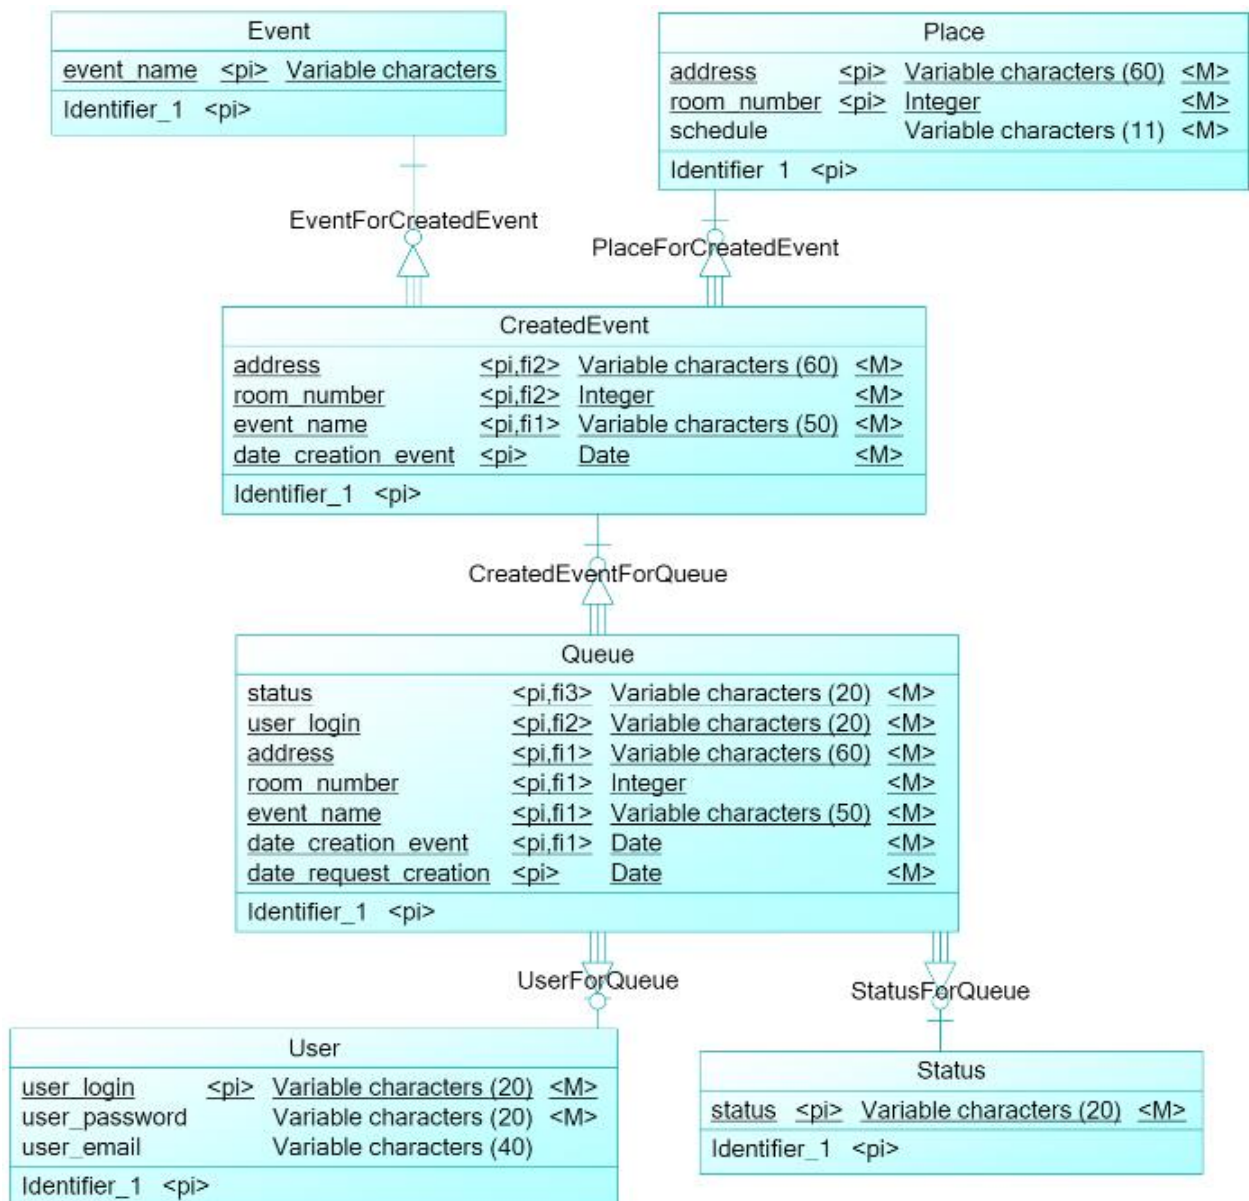 Event
event_name <pi> Variable characters
Identifier_1 <pi>
Place
address <pi> Variable characters (60) <M>
room_number <pi> Integer <M>
schedule Variable characters (11) <M>
Identifier_1 <pi>
EventForCreatedEvent
PlaceForCreatedEvent
CreatedEvent
address <pi,fi2> Variable characters (60) <M>
room_number <pi,fi2> Integer <M>
event_name <pi,fi1> Variable characters (50) <M>
date_creation_event <pi> Date <M>
Identifier_1 <pi>
CreatedEventForQueue
Queue
status <pi,fi3> Variable characters (20) <M>
user_login <pi,fi2> Variable characters (20) <M>
address <pi,fi1> Variable characters (60) <M>
room_number <pi,fi1> Integer <M>
event_name <pi,fi1> Variable characters (50) <M>
date_creation_event <pi,fi1> Date <M>
date_request_creation <pi> Date <M>
Identifier_1 <pi>
UserForQueue
StatusForQueue
User
user_login <pi> Variable characters (20) <M>
user_password Variable characters (20) <M>
user_email Variable characters (40)
Identifier_1 <pi>
Status
status <pi> Variable characters (20) <M>
Identifier_1 <pi>